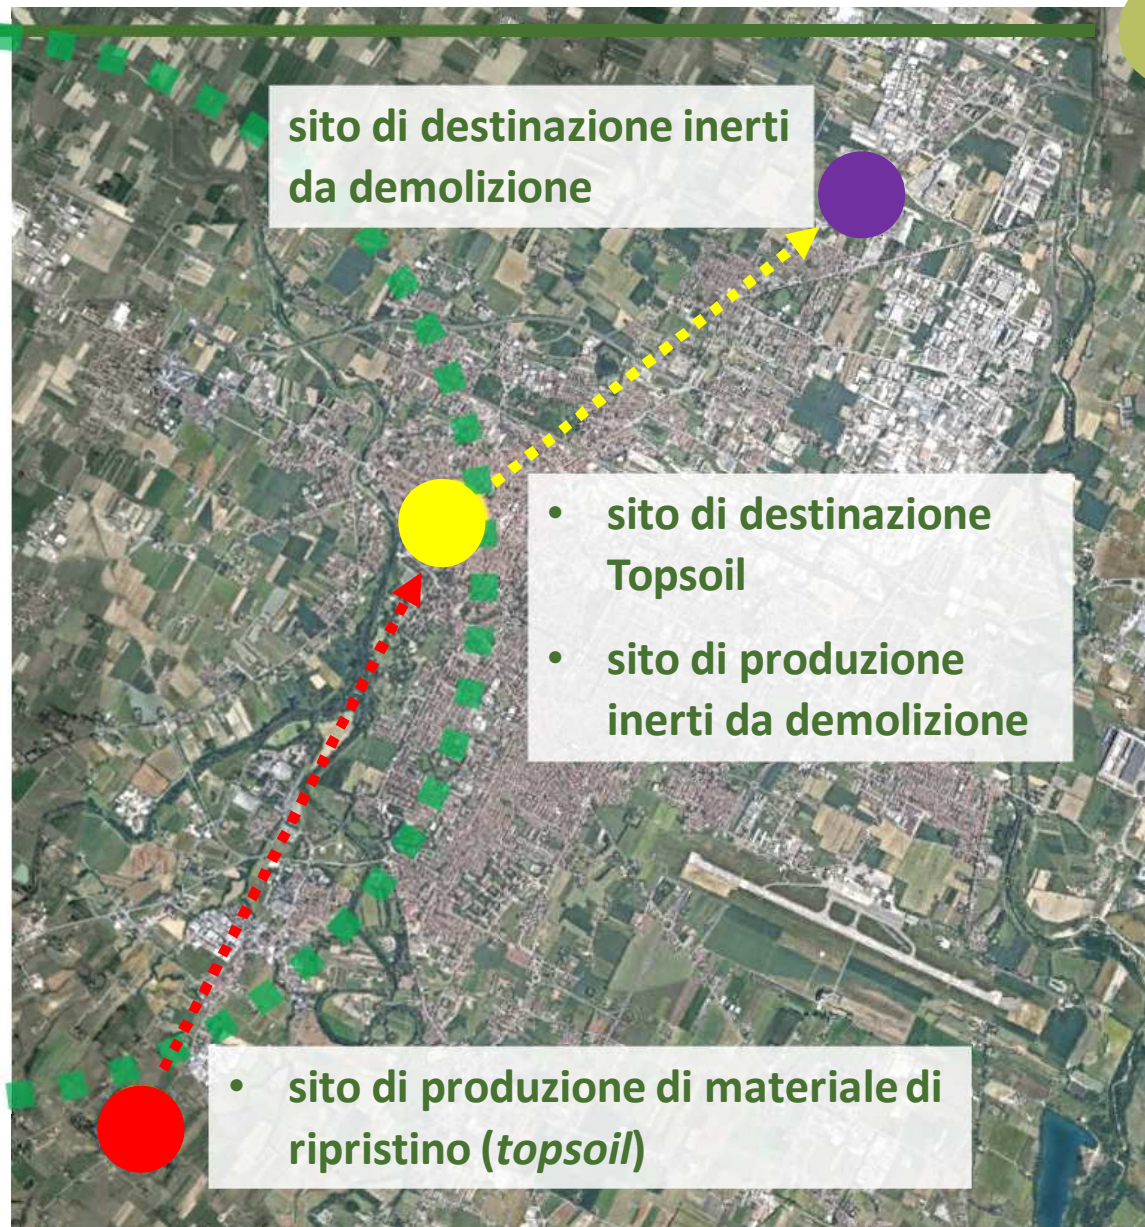 sito di destinazione inerti
da demolizione
• sito di destinazione
Topsoil
• sito di produzione
inerti da demolizione
• sito di produzione di materiale di
ripristino (topsoil)